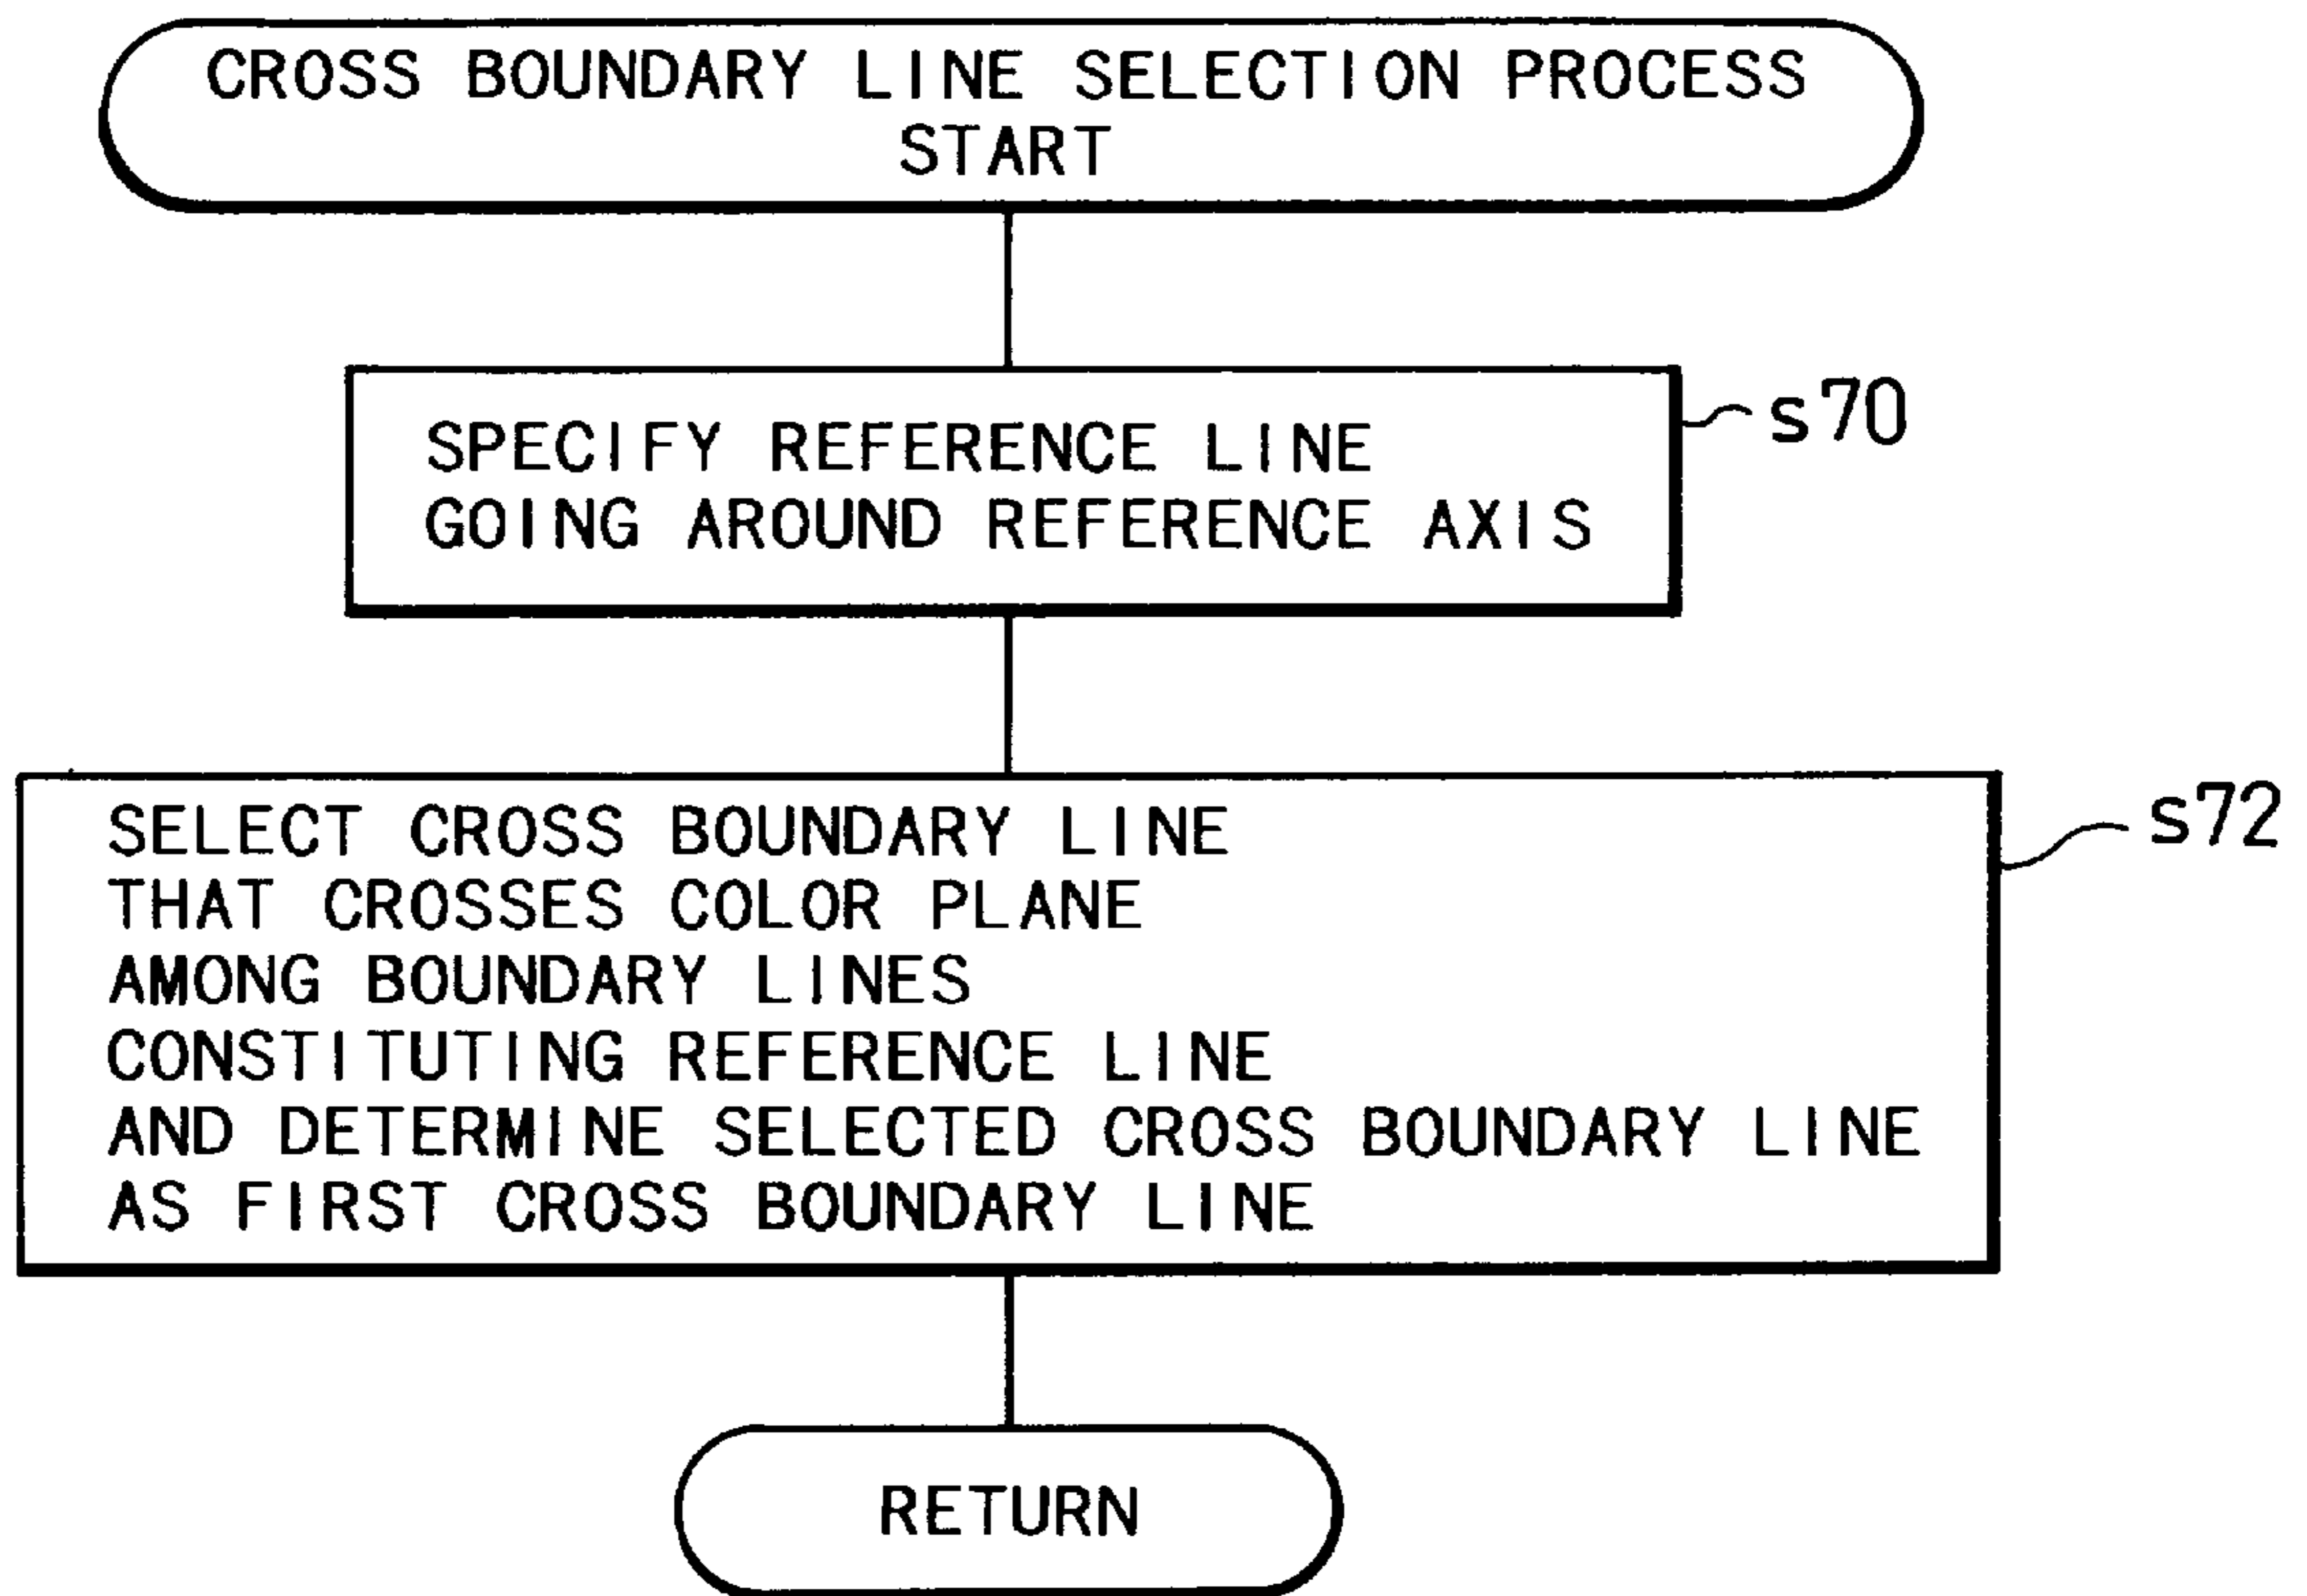 CROSS BOUNDARY LINE SELECTION PROCESS
START
SPECIFY REFERENCE LINE
GOING AROUND REFERENCE AXIS
s70
SELECT CROSS BOUNDARY LINE
THAT CROSSES COLOR PLANE
AMONG BOUNDARY LINES
CONSTITUTING REFERENCE LINE
AND DETERMINE SELECTED CROSS BOUNDARY LINE
AS FIRST CROSS BOUNDARY LINE
s72
RETURN